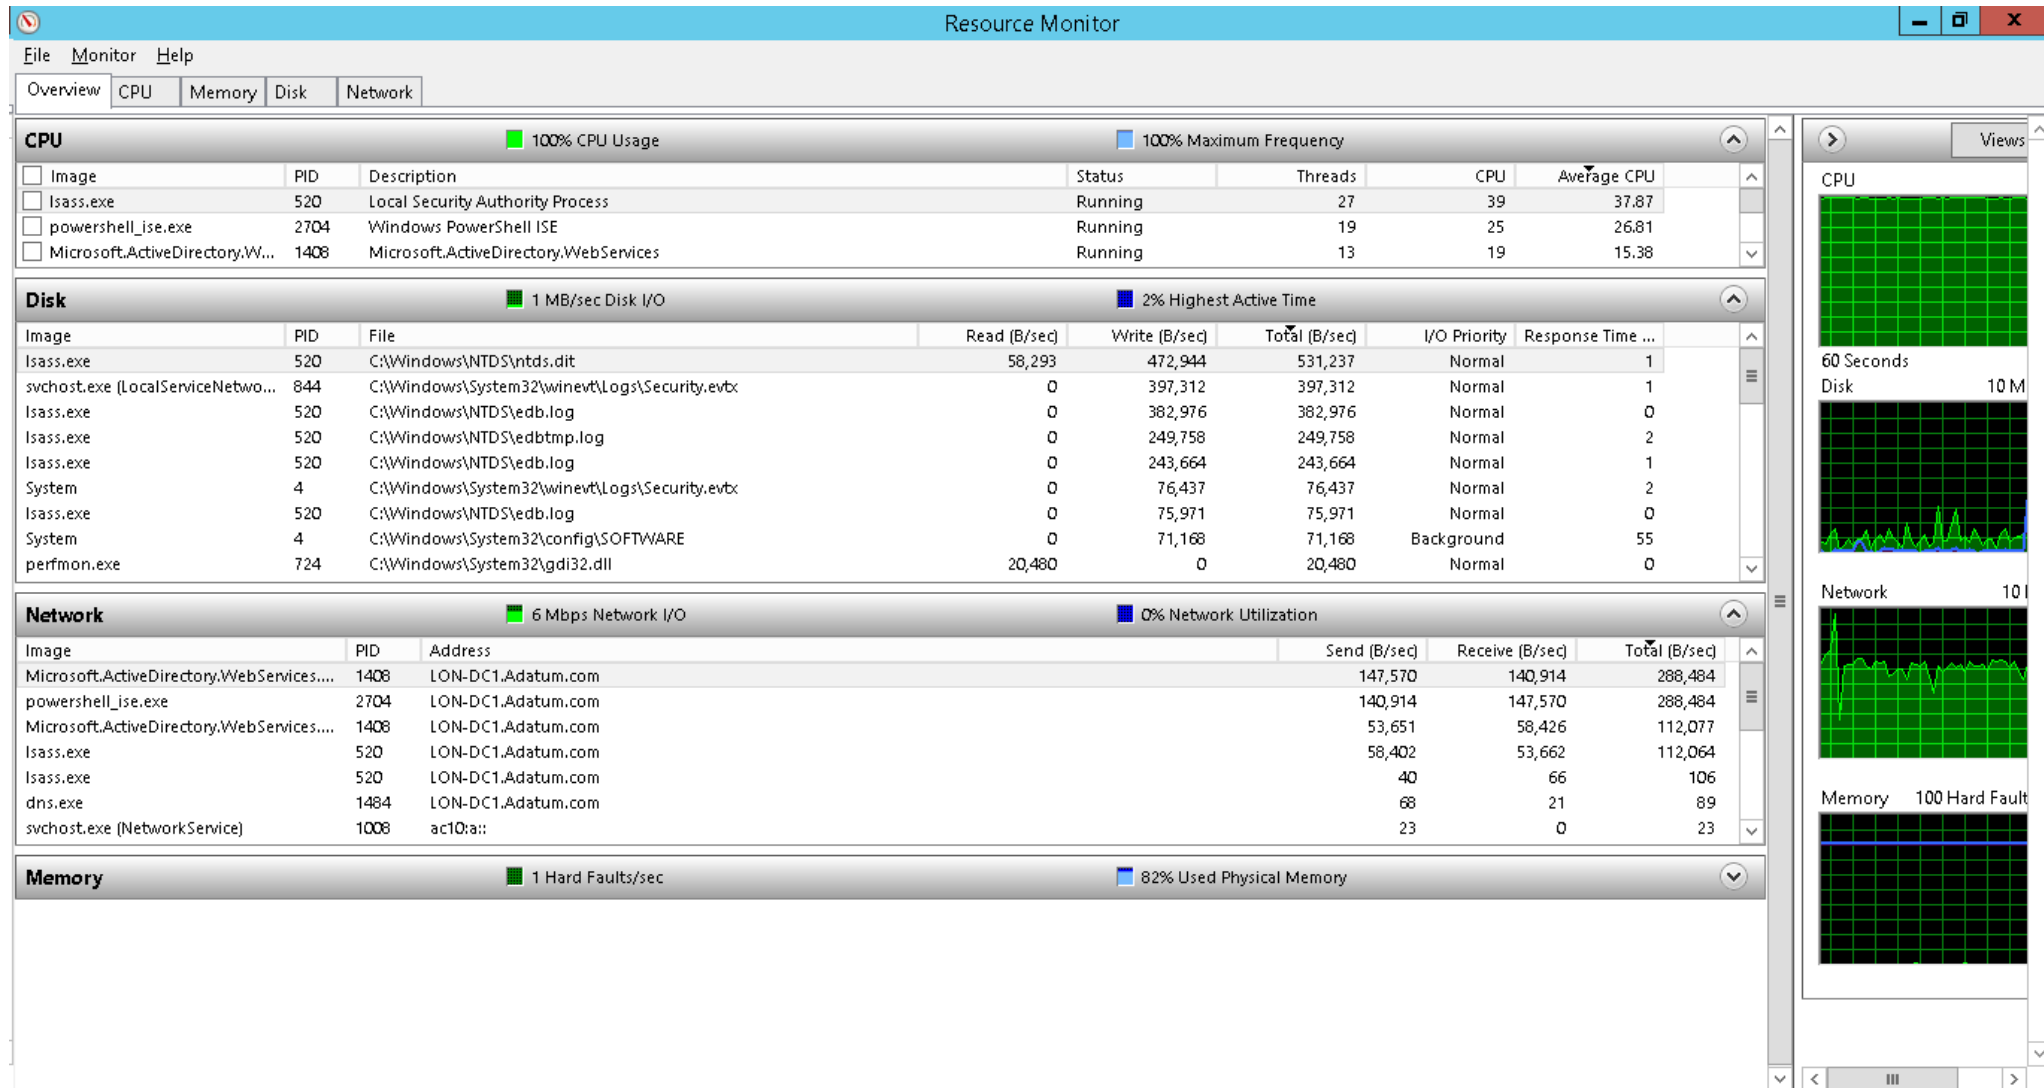 Resource Monitor
File Monitor Help
Overview CPU Memory Disk Network
CPU 100% CPU Usage 100% Maximum Frequency
Image PID Description Status Threads CPU Average CPU
lsass.exe 520 Local Security Authority Process Running 27 39 37.87
powershell_ise.exe 2704 Windows PowerShell ISE Running 19 25 26.81
Microsoft.ActiveDirectory.W... 1408 Microsoft.ActiveDirectory.WebServices Running 13 19 15.38
Disk 1 MB/sec Disk I/O 2% Highest Active Time
Image PID File Read (B/sec) Write (B/sec) Total (B/sec) I/O Priority Response Time ...
lsass.exe 520 C:\Windows\NTDS\ntds.dit 58,293 472,944 531,237 Normal 1
svchost.exe (LocalServiceNetwo... 844 C:\Windows\System32\winevt\Logs\Security.evtx 0 397,312 397,312 Normal 1
lsass.exe 520 C:\Windows\NTDS\edb.log 0 382,976 382,976 Normal 0
lsass.exe 520 C:\Windows\NTDS\edbtmp.log 0 249,758 249,758 Normal 2
lsass.exe 520 C:\Windows\NTDS\edb.log 0 243,664 243,664 Normal 1
System 4 C:\Windows\System32\winevt\Logs\Security.evtx 0 76,437 76,437 Normal 2
lsass.exe 520 C:\Windows\NTDS\edb.log 0 75,971 75,971 Normal 0
System 4 C:\Windows\System32\config\SOFTWARE 0 71,168 71,168 Background 55
perfmon.exe 724 C:\Windows\System32\gdi32.dll 20,480 0 20,480 Normal 0
Network 6 Mbps Network I/O 0% Network Utilization
Image PID Address Send (B/sec) Receive (B/sec) Total (B/sec)
Microsoft.ActiveDirectory.WebServices.... 1408 LON-DC1.Adatum.com 147,570 140,914 288,484
powershell_ise.exe 2704 LON-DC1.Adatum.com 140,914 147,570 288,484
Microsoft.ActiveDirectory.WebServices.... 1408 LON-DC1.Adatum.com 53,651 58,426 112,077
lsass.exe 520 LON-DC1.Adatum.com 58,402 53,662 112,064
lsass.exe 520 LON-DC1.Adatum.com 40 66 106
dns.exe 1484 LON-DC1.Adatum.com 68 21 89
svchost.exe (NetworkService) 1008 ac10:a:: 23 0 23
Memory 1 Hard Faults/sec 82% Used Physical Memory
Views
CPU
60 Seconds
Disk 10 M
Network 10
Memory 100 Hard Fault